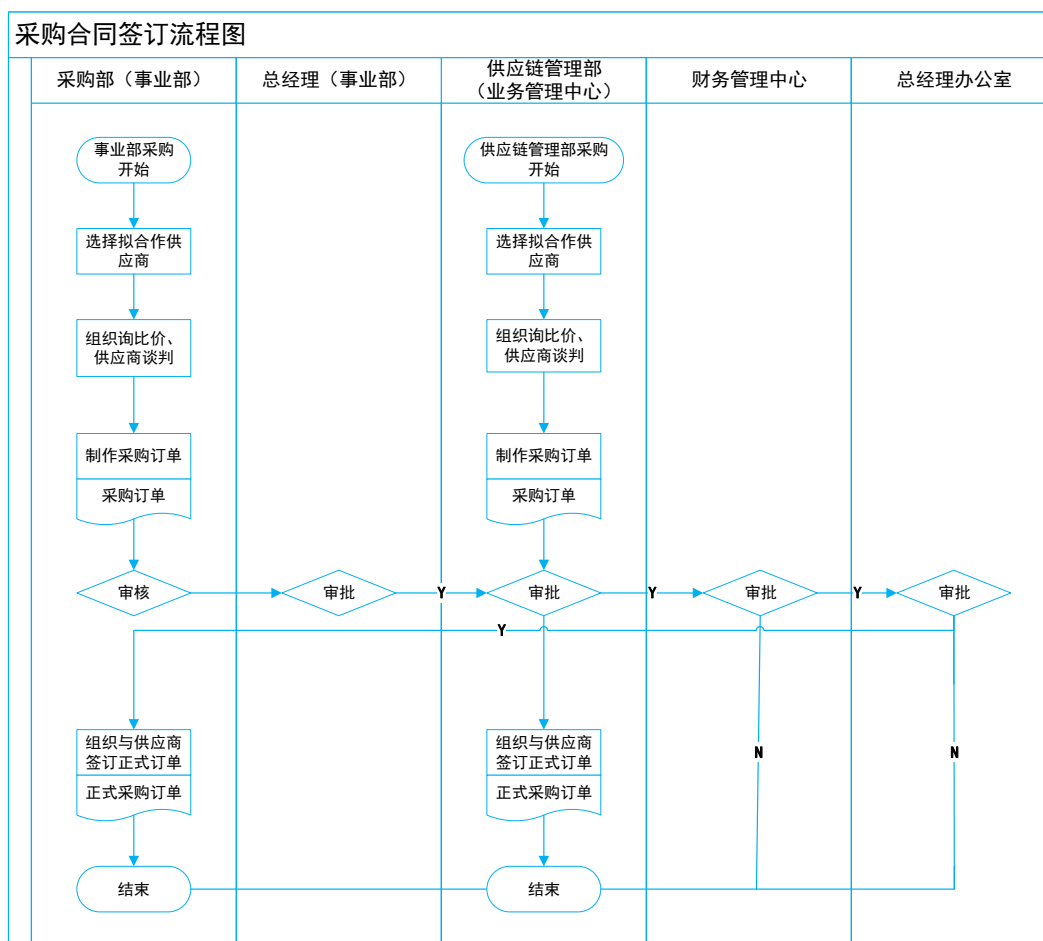 采购合同签订流程图
采购部（事业部）
总经理（事业部）
供应链管理部
（业务管理中心）
财务管理中心
总经理办公室
事业部采购
开始
供应链管理部采购
开始
选择拟合作供
应商
选择拟合作供
应商
组织询比价、
供应商谈判
组织询比价、
供应商谈判
制作采购订单
采购订单
制作采购订单
采购订单
审核
审批
Y
审批
Y
审批
Y
审批
Y
组织与供应商
签订正式订单
正式采购订单
组织与供应商
签订正式订单
正式采购订单
N
N
结束
结束